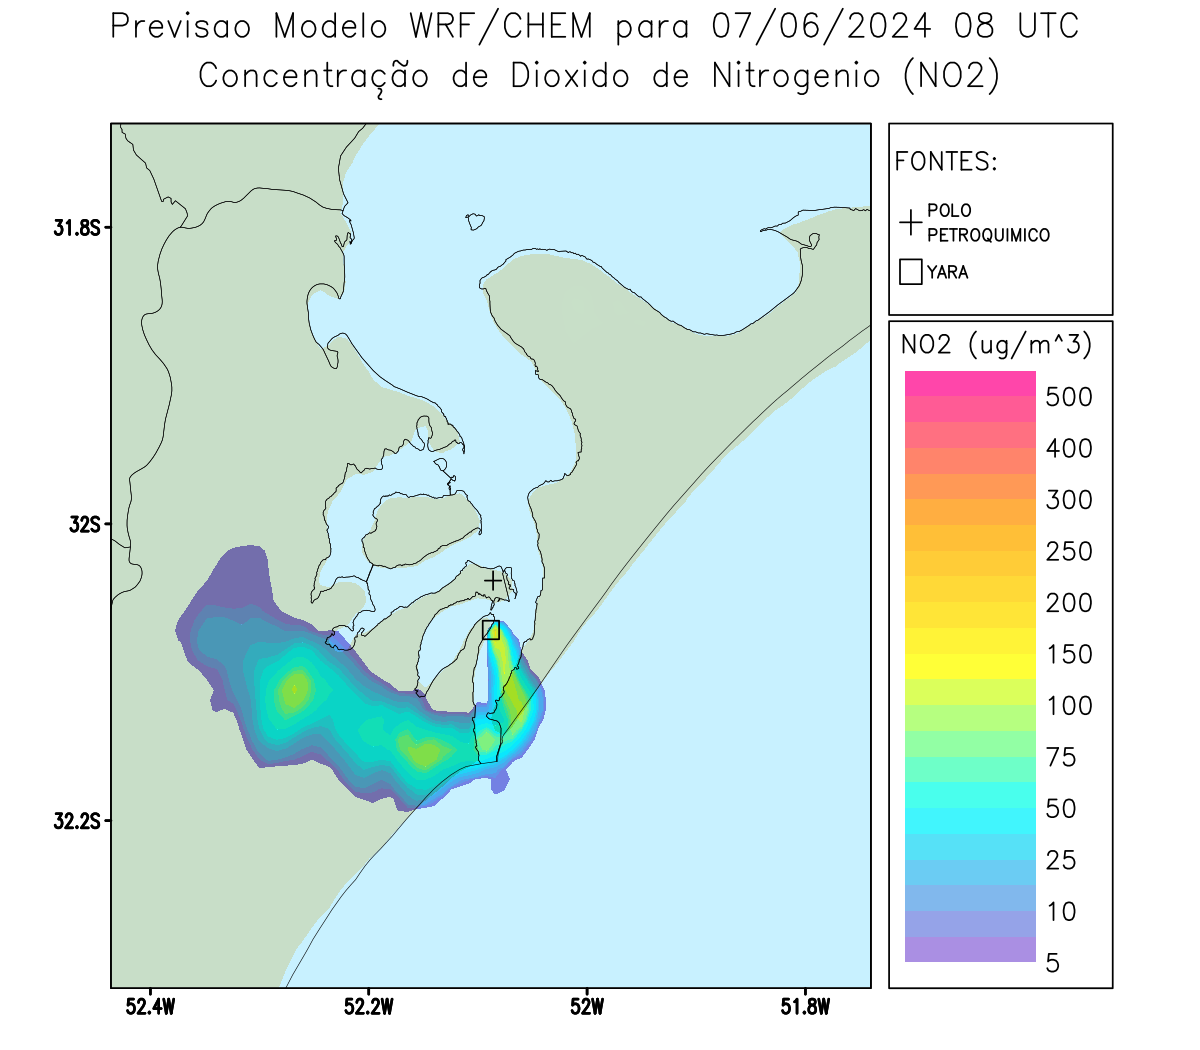 Previsao Modelo WRF/CHEM para 07/06/2024 08 UTC
Concentração de Dioxido de Nitrogenio (NO2)
FONTES:
POLO
PETROQUIMICO
YARA
NO2 (ug/m^3)
500
400
300
250
200
150
100
75
50
25
10
5
31.8S
32S
32.2S
52.4W
52.2W
52W
51.8W